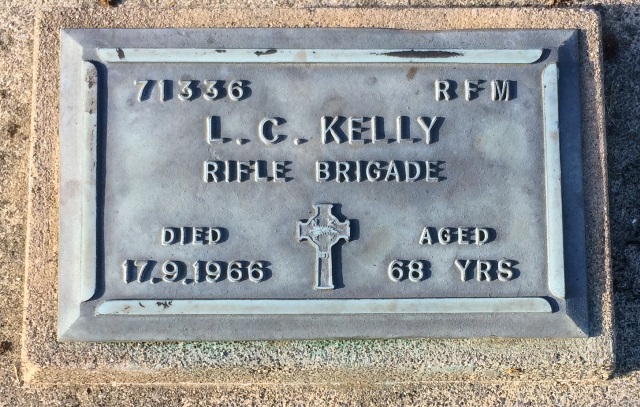 71336 RFM
L. C. KELLY
RIFLE BRIGADE
DIED AGED
17.9.1966 68 YRS